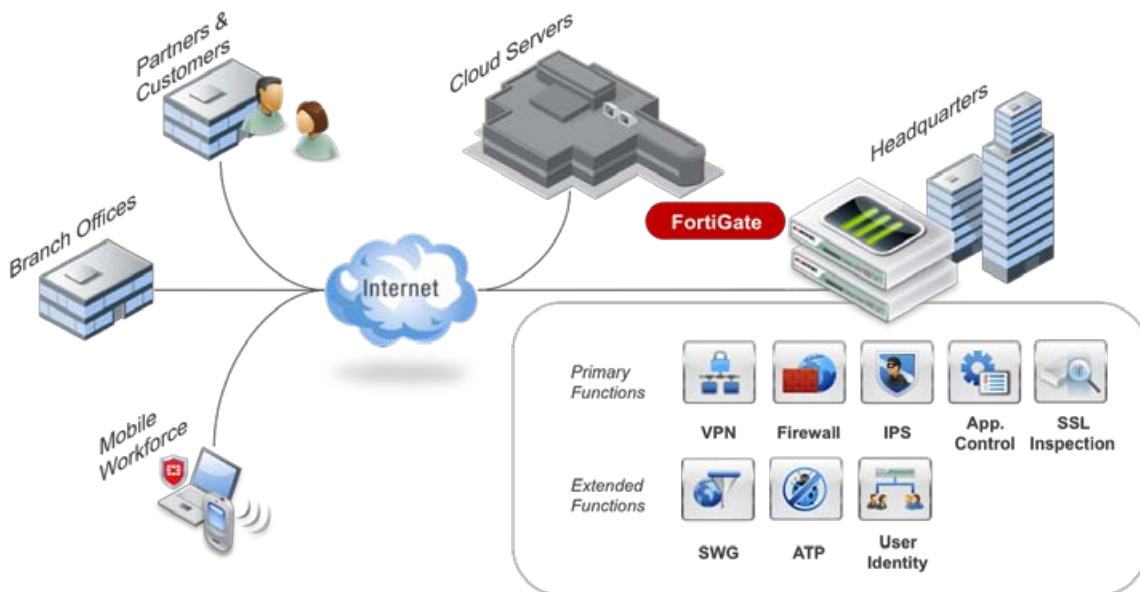 Partners &
Customers
Cloud Servers
Headquarters
Branch Offices
FortiGate
Internet
Mobile
Workforce
Primary
Functions
VPN
Firewall
IPS
App.
Control
SSL
Inspection
Extended
Functions
SWG
ATP
User
Identity